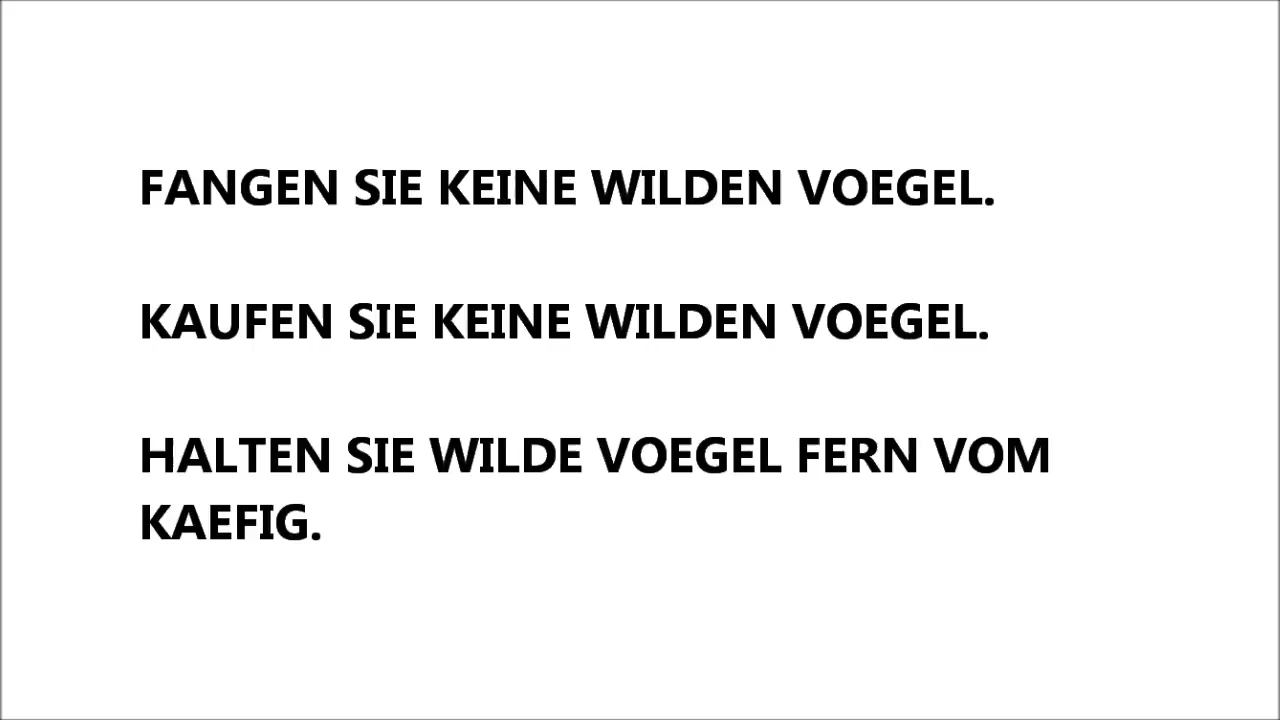 FANGEN SIE KEINE WILDEN VOEGEL.
KAUFEN SIE KEINE WILDEN VOEGEL.
HALTEN SIE WILDE VOEGEL FERN VOM
KAEFIG.